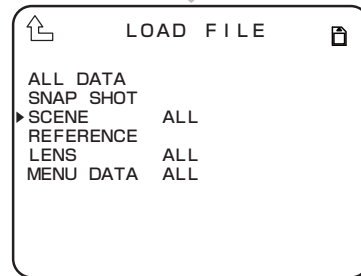 LOAD FILE
ALL DATA
SNAP SHOT
SCENE ALL
REFERENCE
LENS ALL
MENU DATA ALL